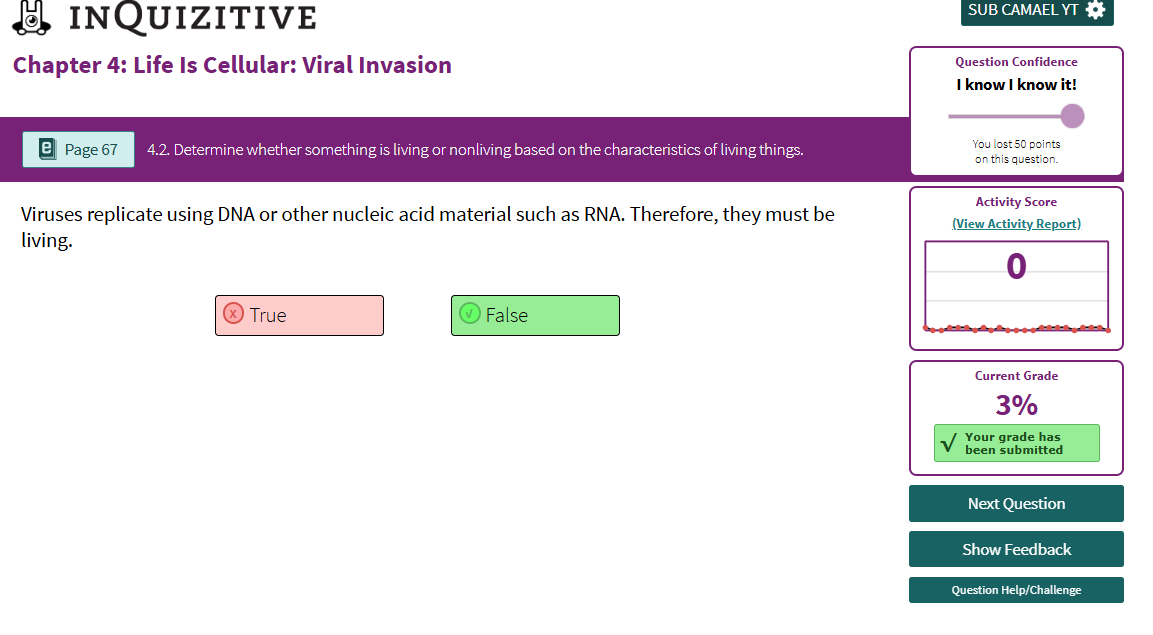 INQUIZITIVE
SUB CAMAEL YT
Chapter 4: Life Is Cellular: Viral Invasion
Question Confidence
I know I know it!
You lost 50 points
on this question.
Page 67
4.2. Determine whether something is living or nonliving based on the characteristics of living things.
Viruses replicate using DNA or other nucleic acid material such as RNA. Therefore, they must be
living.
x True
√ False
Activity Score
(View Activity Report)
0
Current Grade
3%
√ Your grade has
been submitted
Next Question
Show Feedback
Question Help/Challenge